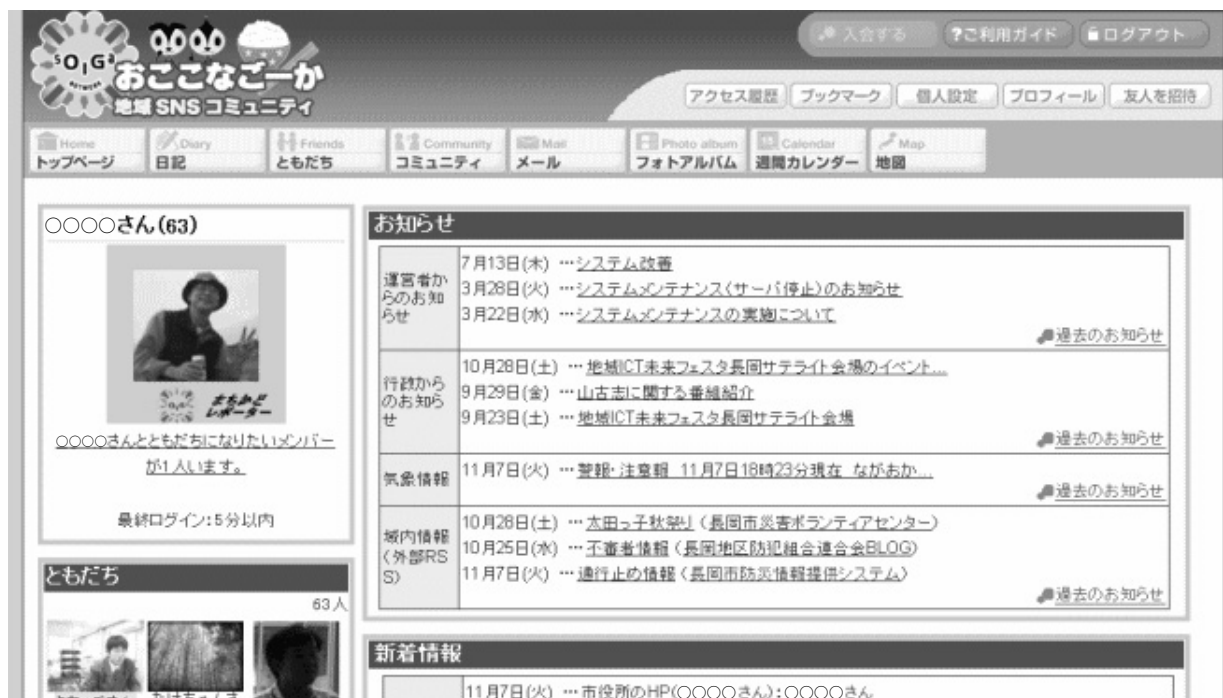 SOIGa
NETWORK
おここなごーか
地域 SNS コミュニティ
入会する
?ご利用ガイド
ログアウト
アクセス履歴
ブックマーク
個人設定
プロフィール
友人を招待
Home
トップページ
Diary
日記
Friends
ともだち
Community
コミュニティ
Mail
メール
Photo album
フォトアルバム
Calendar
週間カレンダー
Map
地図
○○○○さん(63)
まちかど
レポーター
○○○○さんとともだちになりたいメンバー
が1人います。
最終ログイン:5分以内
ともだち
63人
お知らせ
運営者か
らのお知
らせ
7月13日(木) …システム改善
3月28日(火) …システムメンテナンス(サーバ停止)のお知らせ
3月22日(水) …システムメンテナンスの実施について
過去のお知らせ
行政から
のお知ら
せ
10月28日(土) …地域ICT未来フェスタ長岡サテライト会場のイベント...
9月29日(金) …山古志に関する番組紹介
9月23日(土) …地域ICT未来フェスタ長岡サテライト会場
過去のお知らせ
気象情報
11月7日(火) …警報・注意報 11月7日18時23分現在 ながおか...
過去のお知らせ
域内情報
(外部RS
S)
10月28日(土) …太田っ子秋祭り(長岡市災害ボランティアセンター)
10月25日(水) …不審者情報(長岡地区防犯組合連合会BLOG)
11月7日(火) …通行止め情報(長岡市防災情報提供システム)
過去のお知らせ
新着情報
11月7日(火) …市役所のHP(○○○○さん):○○○○さん